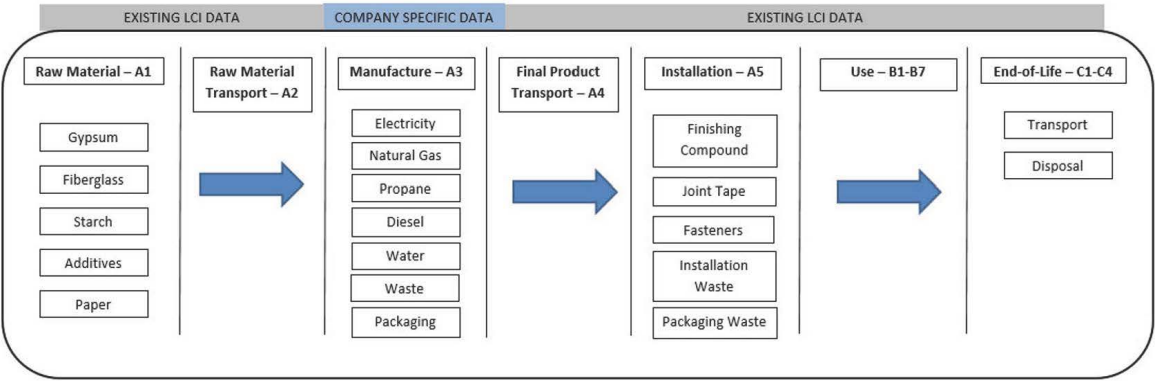 EXISTING LCI DATA
COMPANY SPECIFIC DATA
EXISTING LCI DATA
Raw Material – A1
Gypsum
Fiberglass
Starch
Additives
Paper
Raw Material
Transport – A2
Manufacture – A3
Electricity
Natural Gas
Propane
Diesel
Water
Waste
Packaging
Final Product
Transport – A4
Installation – A5
Finishing
Compound
Joint Tape
Fasteners
Installation
Waste
Packaging Waste
Use – B1-B7
End-of-Life – C1-C4
Transport
Disposal